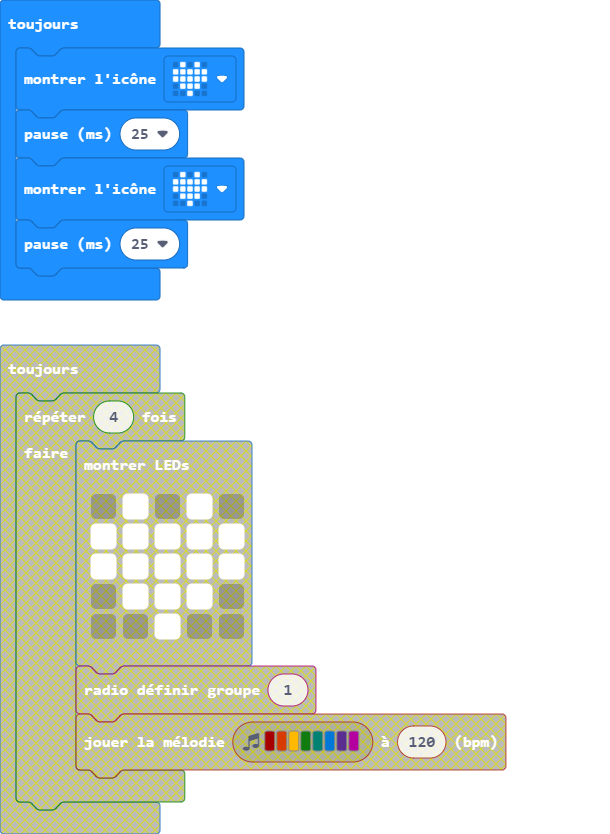 toujours
montrer l'icône
pause (ms) 25
montrer l'icône
pause (ms) 25
toujours
répéter 4 fois
faire
montrer LEDs
radio définir groupe 1
jouer la mélodie à 120 (bpm)